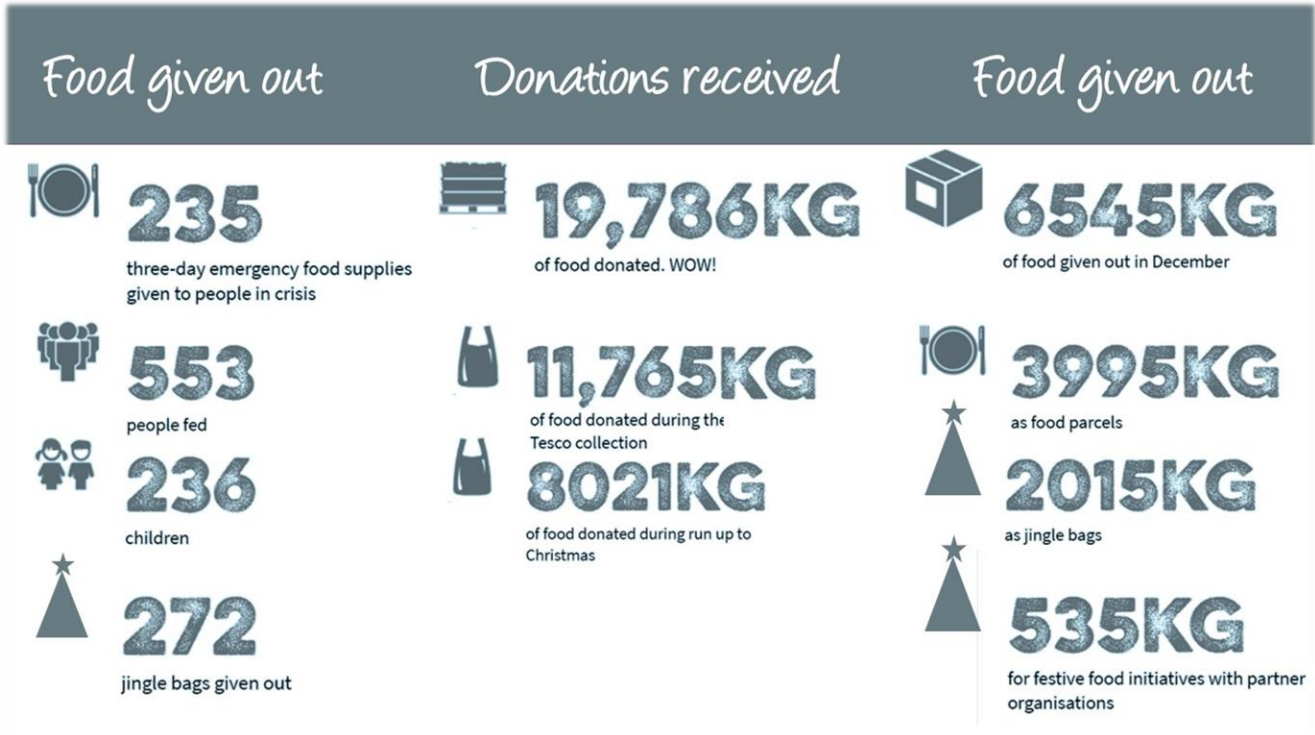 Food given out
235
three-day emergency food supplies
given to people in crisis
553
people fed
236
children
272
jingle bags given out
Donations received
19,786KG
of food donated. WOW!
11,765KG
of food donated during the
Tesco collection
8021KG
of food donated during run up to
Christmas
Food given out
6545KG
of food given out in December
3995KG
as food parcels
2015KG
as jingle bags
535KG
for festive food initiatives with partner
organisations